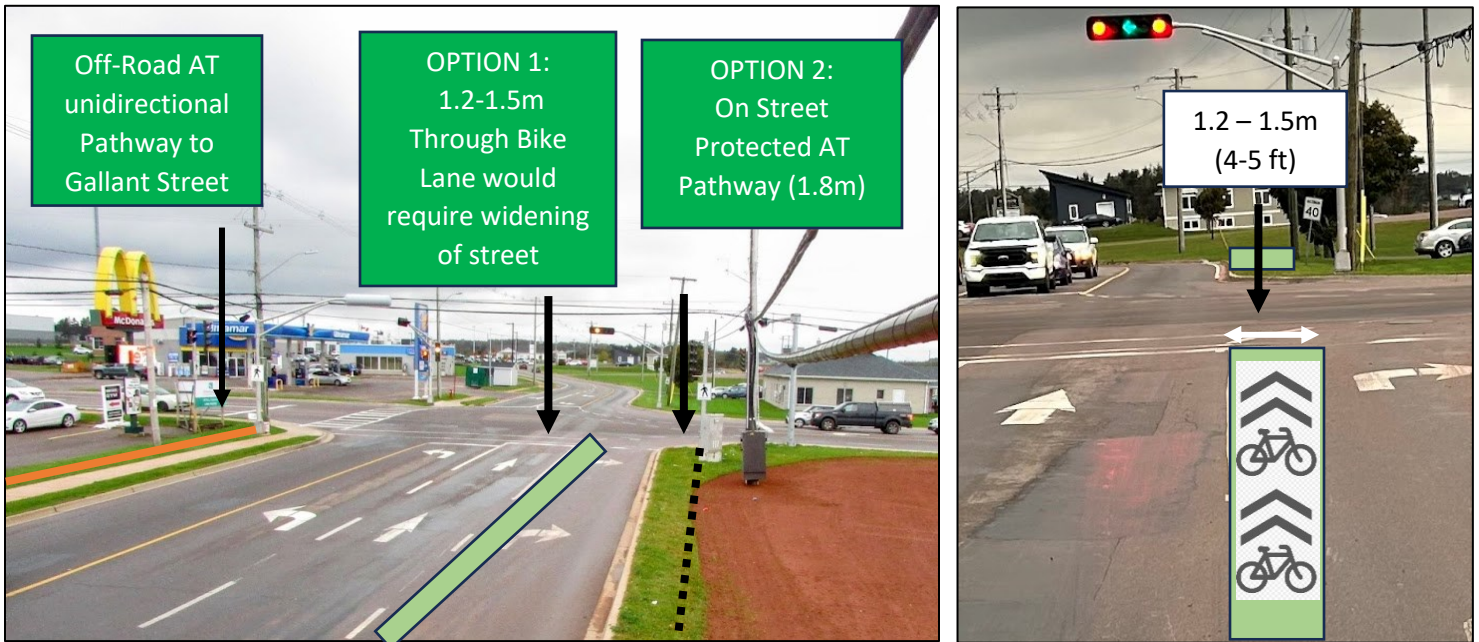 Off-Road AT
unidirectional
Pathway to
Gallant Street
OPTION 1:
1.2-1.5m
Through Bike
Lane would
require widening
of street
OPTION 2:
On Street
Protected AT
Pathway (1.8m)
McDonald's
1.2 – 1.5m
(4-5 ft)
40